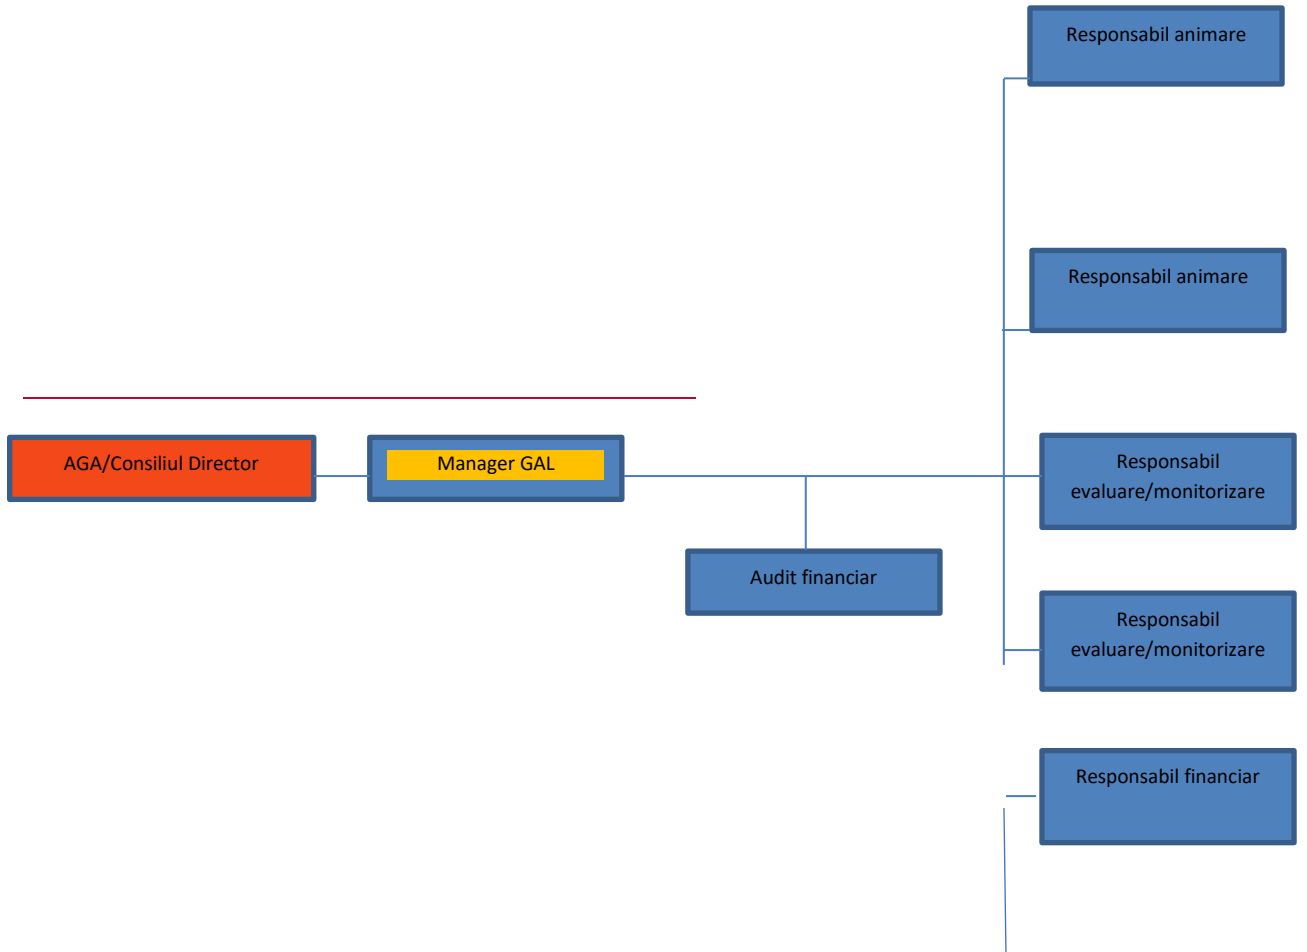 Responsabil animare
Responsabil animare
AGA/Consiliul Director
Manager GAL
Responsabil
evaluare/monitorizare
Audit financiar
Responsabil
evaluare/monitorizare
Responsabil financiar